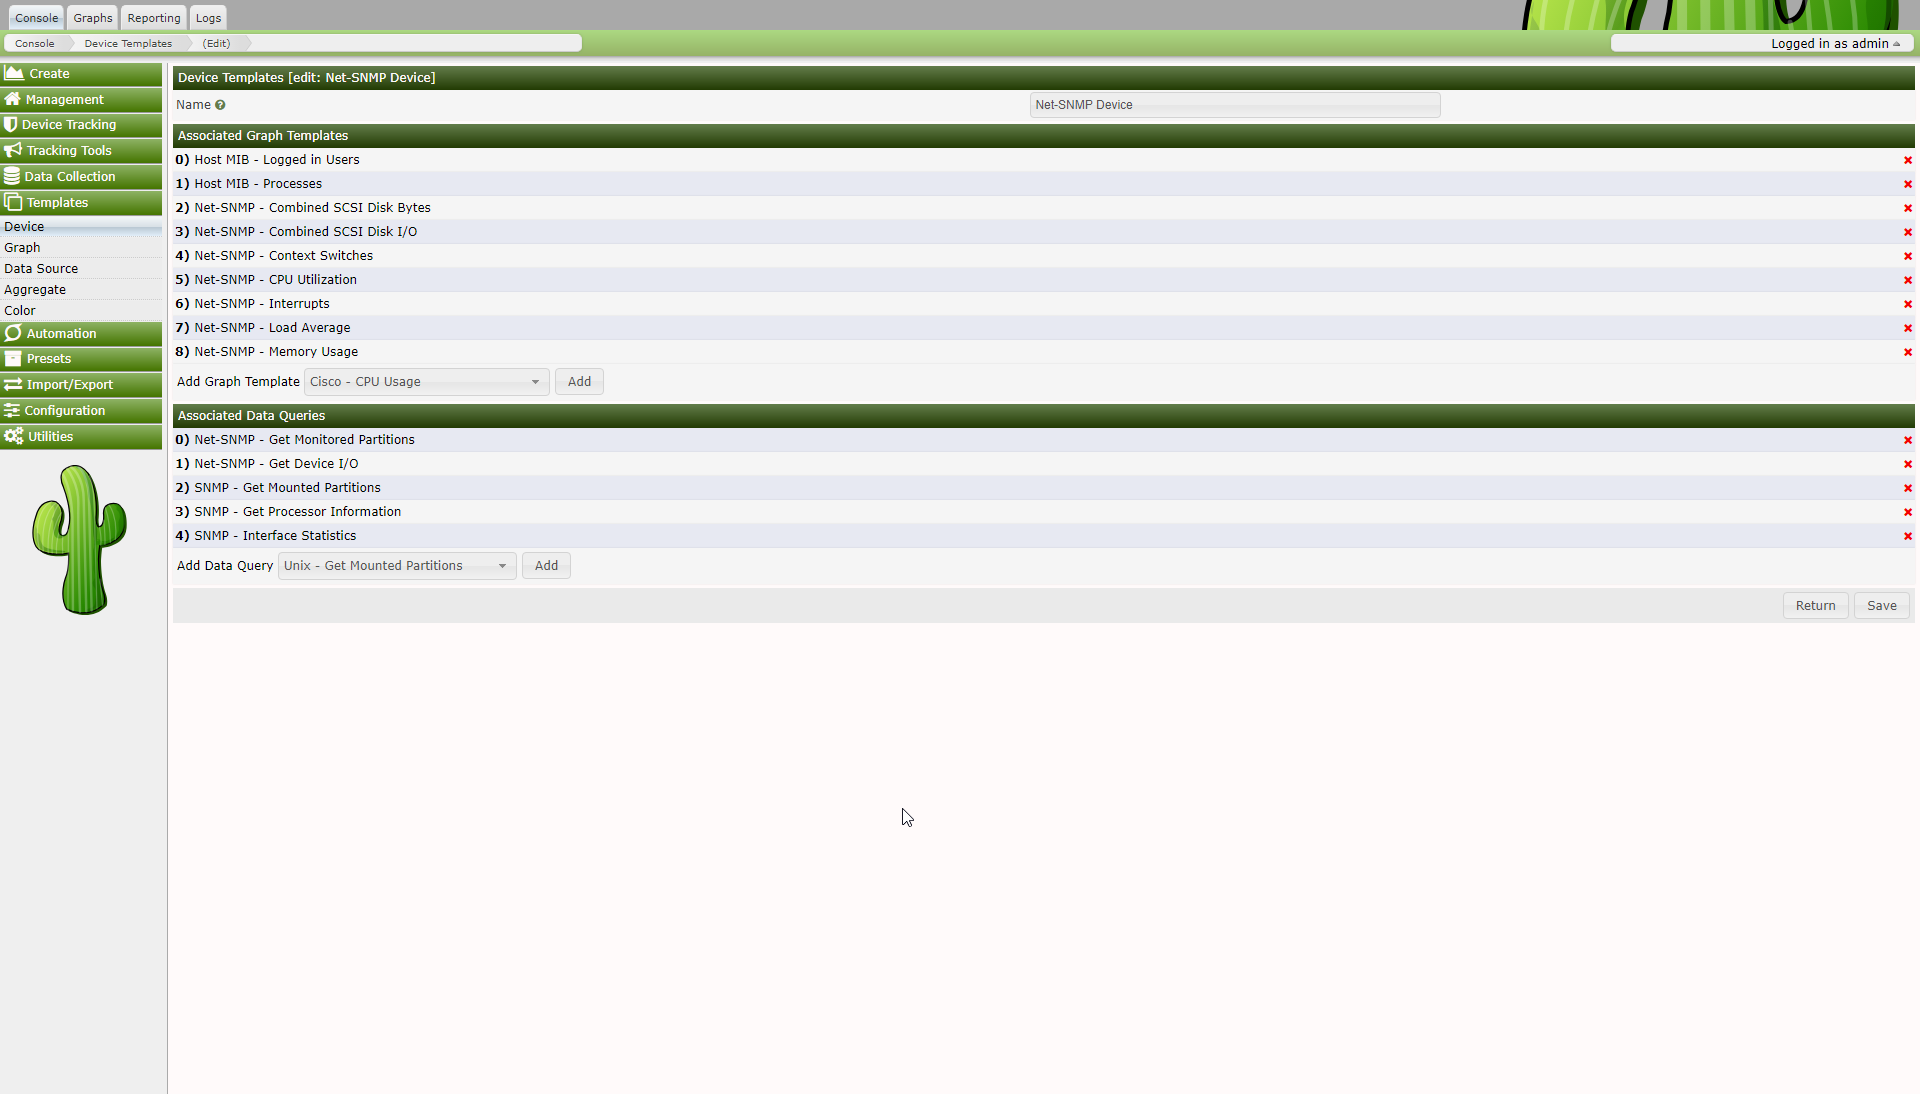 Console Graphs Reporting Logs
Console Device Templates (Edit) Logged in as admin
Create
Management
Device Tracking
Tracking Tools
Data Collection
Templates
Device
Graph
Data Source
Aggregate
Color
Automation
Presets
Import/Export
Configuration
Utilities
Device Templates [edit: Net-SNMP Device]
Name Net-SNMP Device
Associated Graph Templates
0) Host MIB - Logged in Users
1) Host MIB - Processes
2) Net-SNMP - Combined SCSI Disk Bytes
3) Net-SNMP - Combined SCSI Disk I/O
4) Net-SNMP - Context Switches
5) Net-SNMP - CPU Utilization
6) Net-SNMP - Interrupts
7) Net-SNMP - Load Average
8) Net-SNMP - Memory Usage
Add Graph Template Cisco - CPU Usage Add
Associated Data Queries
0) Net-SNMP - Get Monitored Partitions
1) Net-SNMP - Get Device I/O
2) SNMP - Get Mounted Partitions
3) SNMP - Get Processor Information
4) SNMP - Interface Statistics
Add Data Query Unix - Get Mounted Partitions Add
Return Save